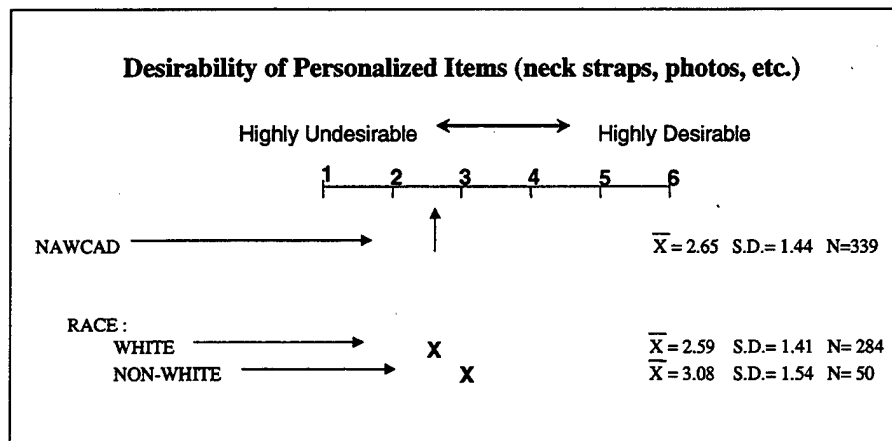 Desirability of Personalized Items (neck straps, photos, etc.)
Highly Undesirable Highly Desirable
1 2 3 4 5 6
NAWCAD X̅ = 2.65 S.D.= 1.44 N=339
RACE :
WHITE X X̅ = 2.59 S.D.= 1.41 N= 284
NON-WHITE X X̅ = 3.08 S.D.= 1.54 N= 50